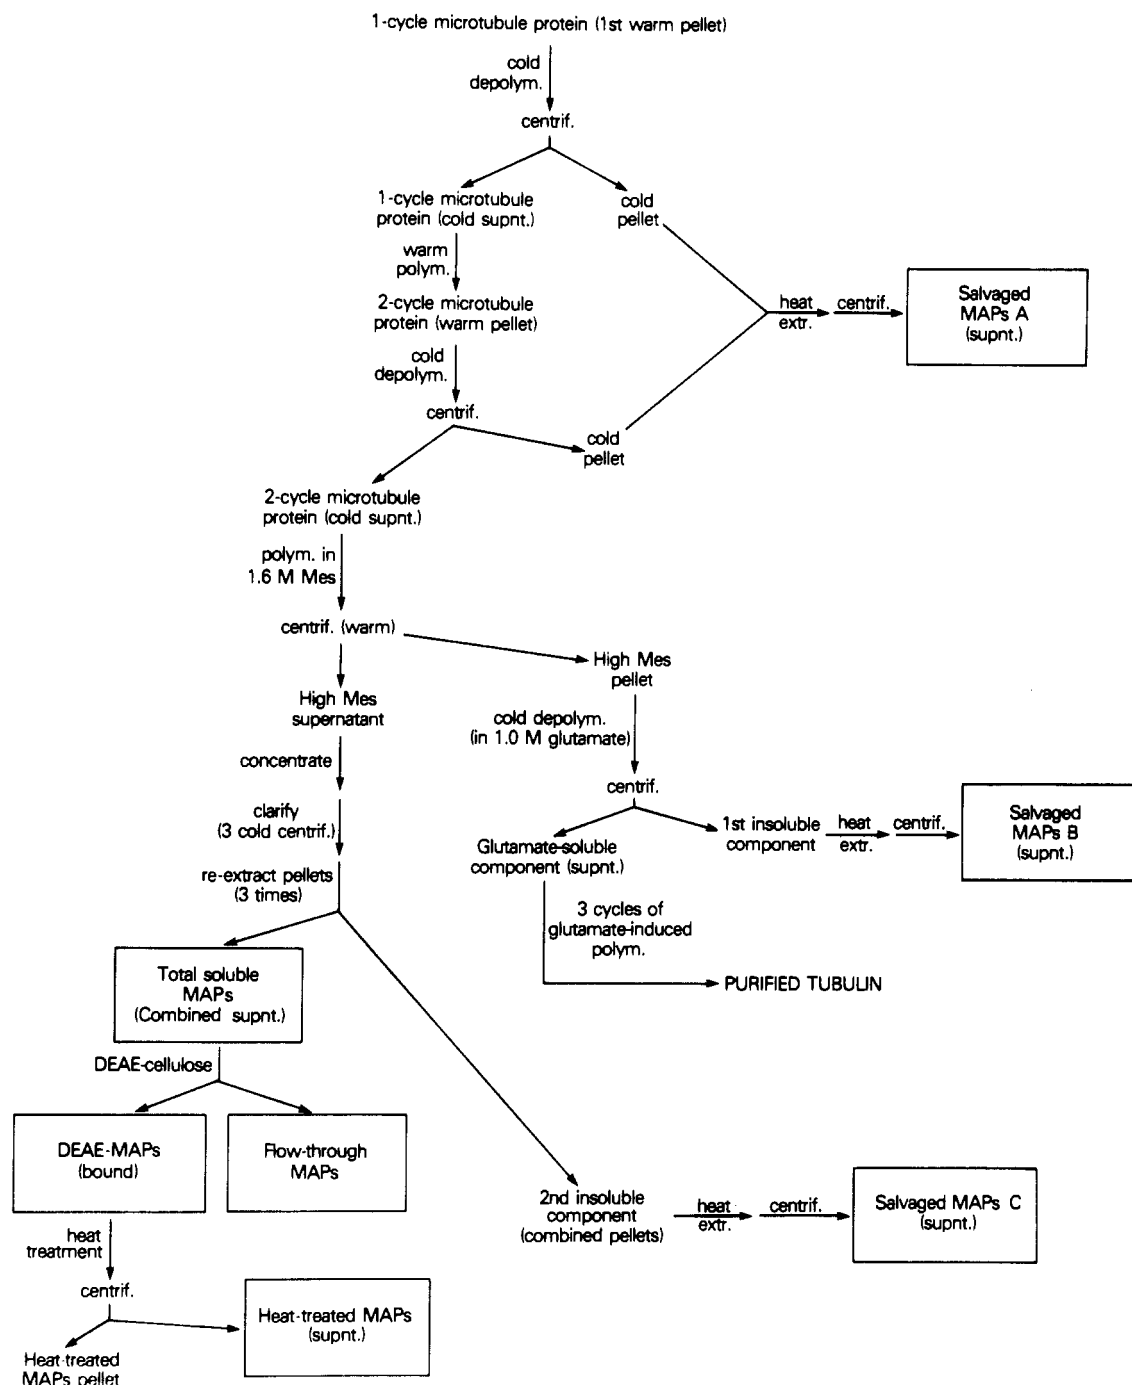 1-cycle microtubule protein (1st warm pellet)
cold
depolym.
centrif.
1-cycle microtubule
protein (cold supnt.)
cold
pellet
warm
polym.
2-cycle microtubule
protein (warm pellet)
heat
extr.
centrif.
Salvaged
MAPs A
(supnt.)
cold
depolym.
centrif.
cold
pellet
2-cycle microtubule
protein (cold supnt.)
polym. in
1.6 M Mes
centrif. (warm)
High Mes
pellet
High Mes
supernatant
cold depolym.
(in 1.0 M glutamate)
concentrate
centrif.
clarify
(3 cold centrif.)
Glutamate-soluble
component (supnt.)
1st insoluble
component
heat
extr.
centrif.
Salvaged
MAPs B
(supnt.)
re-extract pellets
(3 times)
3 cycles of
glutamate-induced
polym.
PURIFIED TUBULIN
Total soluble
MAPs
(Combined supnt.)
DEAE-cellulose
DEAE-MAPs
(bound)
Flow-through
MAPs
2nd insoluble
component
(combined pellets)
heat
extr.
centrif.
Salvaged MAPs C
(supnt.)
heat
treatment
centrif.
Heat-treated MAPs
(supnt.)
Heat-treated
MAPs pellet